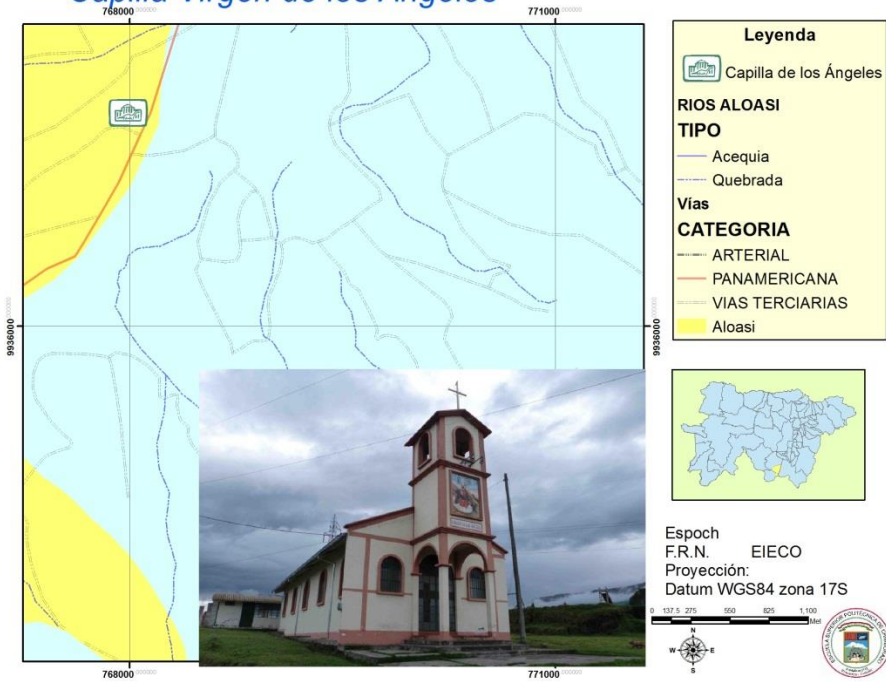 Capilla Virgen de los Ángeles
768000
771000
9936000
9936000
768000
771000
Leyenda
Capilla de los Ángeles
RIOS ALOASI
TIPO
Acequia
Quebrada
Vías
CATEGORIA
ARTERIAL
PANAMERICANA
VIAS TERCIARIAS
Aloasi
Espoch
F.R.N. EIECO
Proyección:
Datum WGS84 zona 17S
0 137.5 275 550 825 1,100
Met
N
W E
S